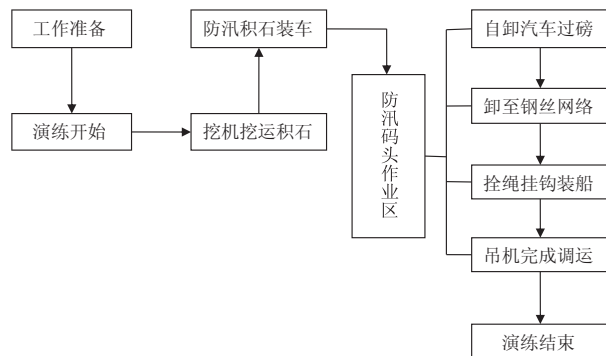 工作准备
演练开始
挖机挖运积石
防汛积石装车
防汛码头作业区
自卸汽车过磅
卸至钢丝网络
拴绳挂钩装船
吊机完成调运
演练结束